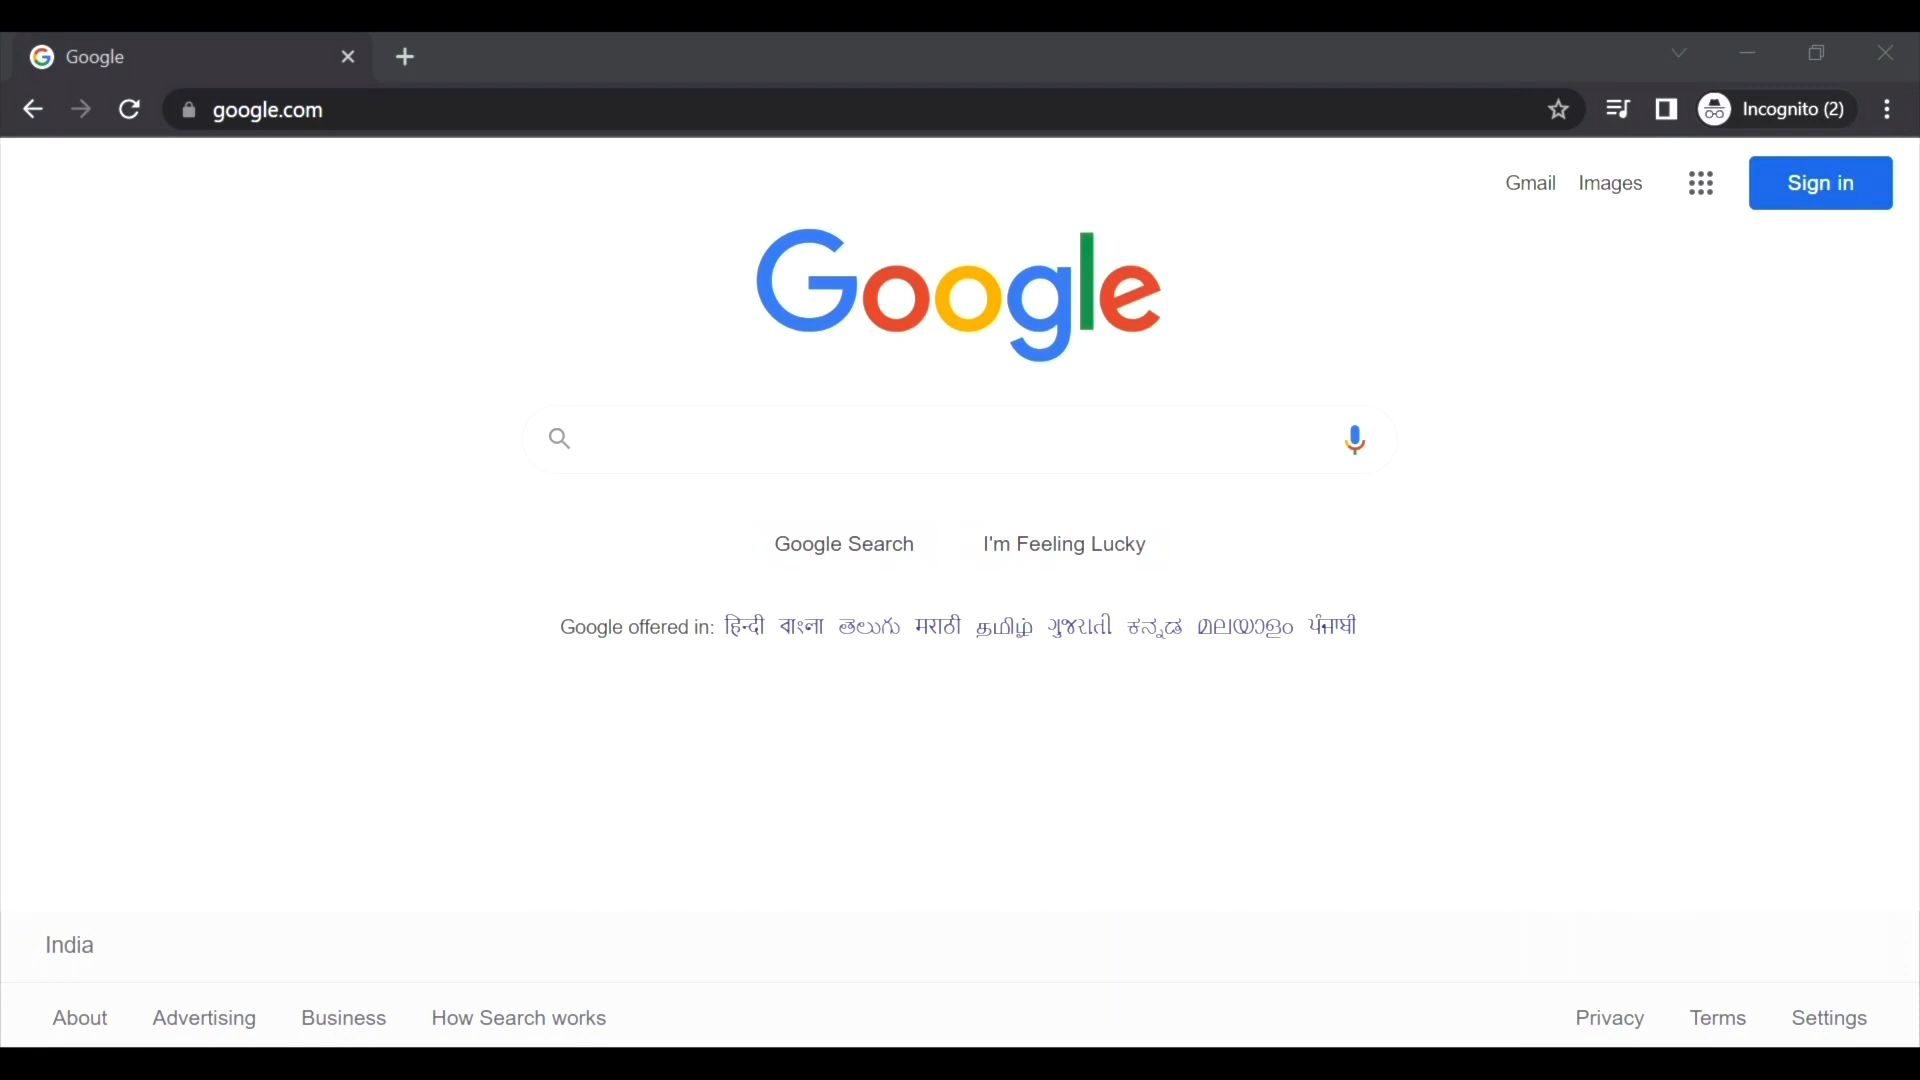 Google
google.com
Incognito (2)
Gmail Images Sign in
Google
Google Search I'm Feeling Lucky
Google offered in: हिन्दी বাংলা తెలుగు मराठी தமிழ் ગુજરાતી ಕನ್ನಡ മലയാളം ਪੰਜਾਬੀ
India
About Advertising Business How Search works Privacy Terms Settings